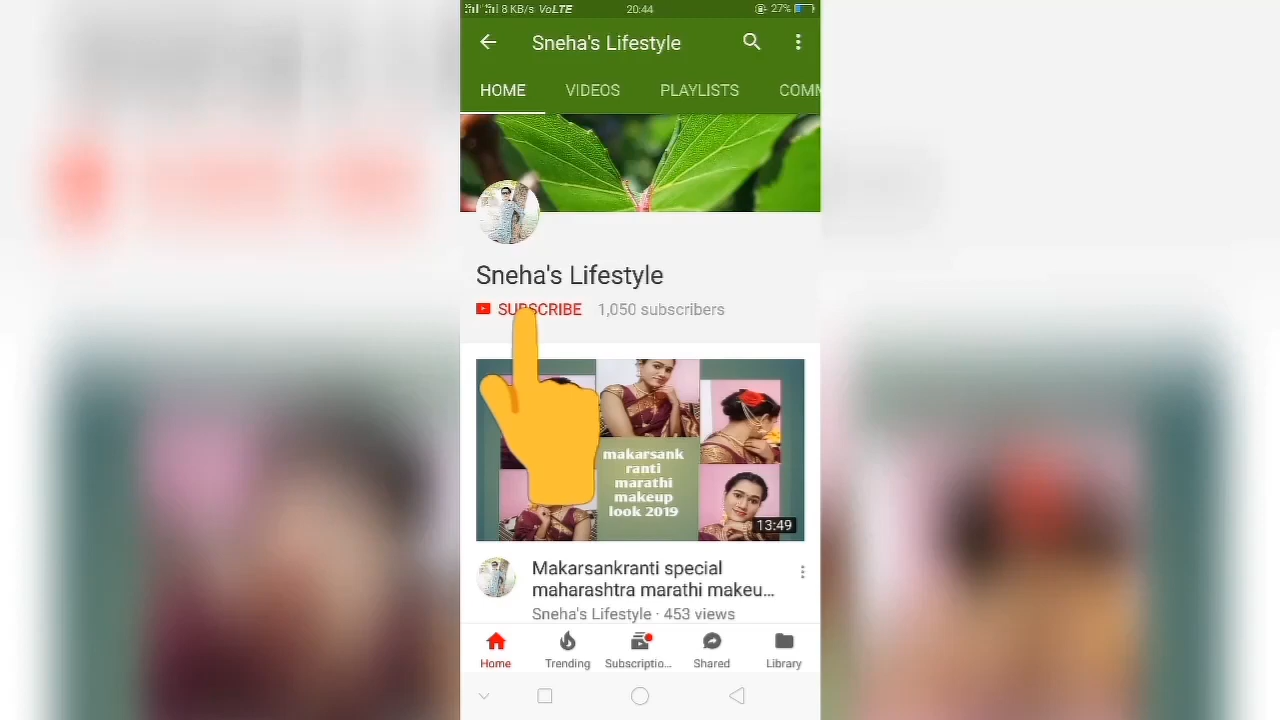 8 KB/s VoLTE 20:44 27%
Sneha's Lifestyle
HOME VIDEOS PLAYLISTS COMM
Sneha's Lifestyle
SUBSCRIBE 1,050 subscribers
makarsank
ranti
marathi
makeup
look 2019
13:49
Makarsankranti special
maharashtra marathi makeu...
Sneha's Lifestyle · 453 views
Home Trending Subscriptio... Shared Library